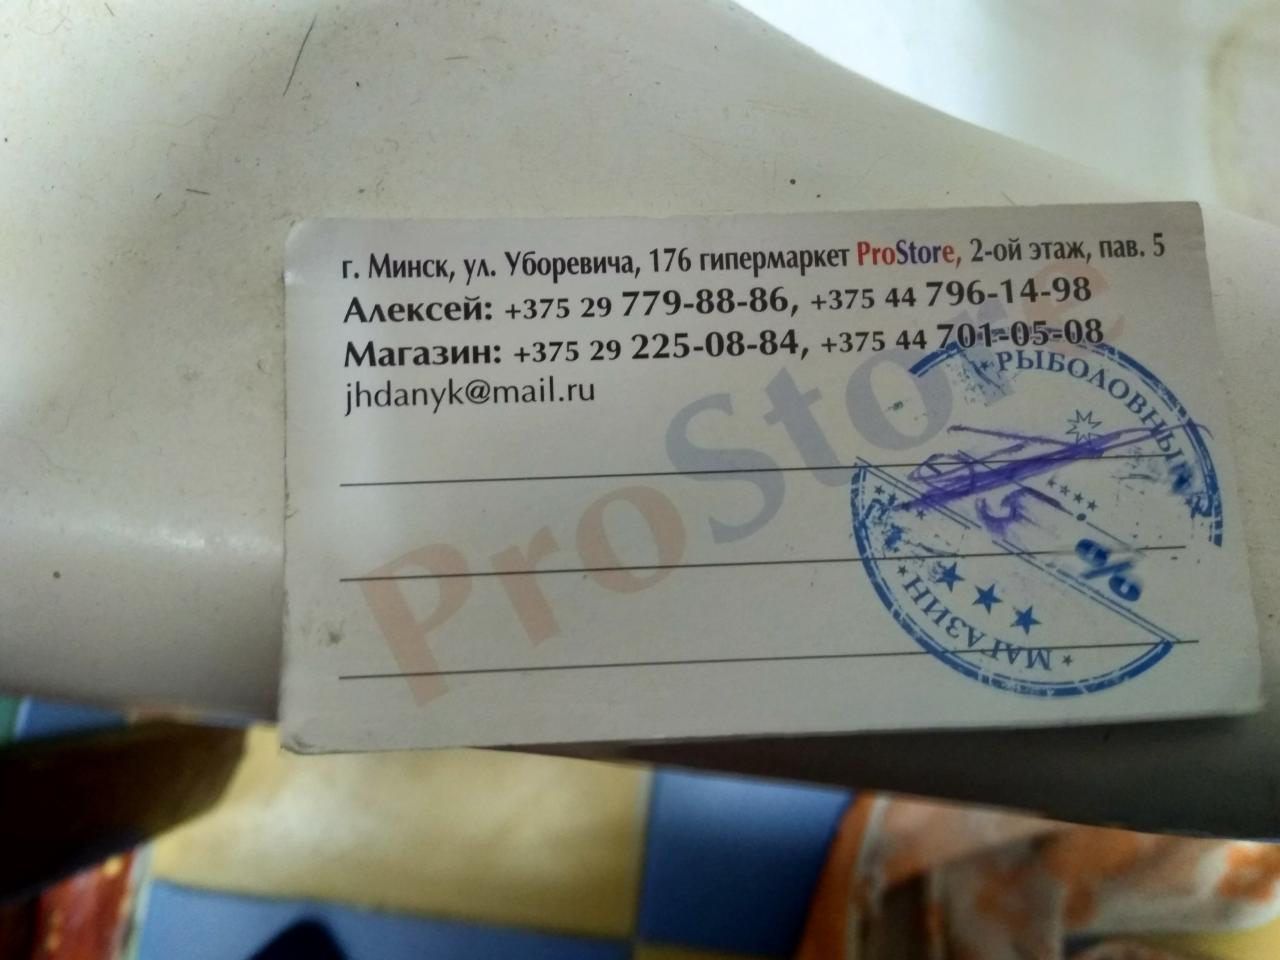 г. Минск, ул. Уборевича, 176 гипермаркет ProStore, 2-ой этаж, пав. 5
Алексей: +375 29 779-88-86, +375 44 796-14-98
Магазин: +375 29 225-08-84, +375 44 701-05-08
jhdanyk@mail.ru
ProStore
РЫБОЛОВНЫЙ
%
МАГАЗИН